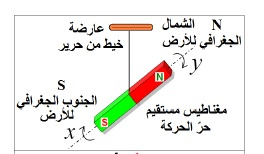 N الشمال
الجغرافي للأرض
عارضة
خيط من حرير
y
N
S
الجنوب الجغرافي
للأرض
مغناطيس مستقيم
حرّ الحركة
S
x